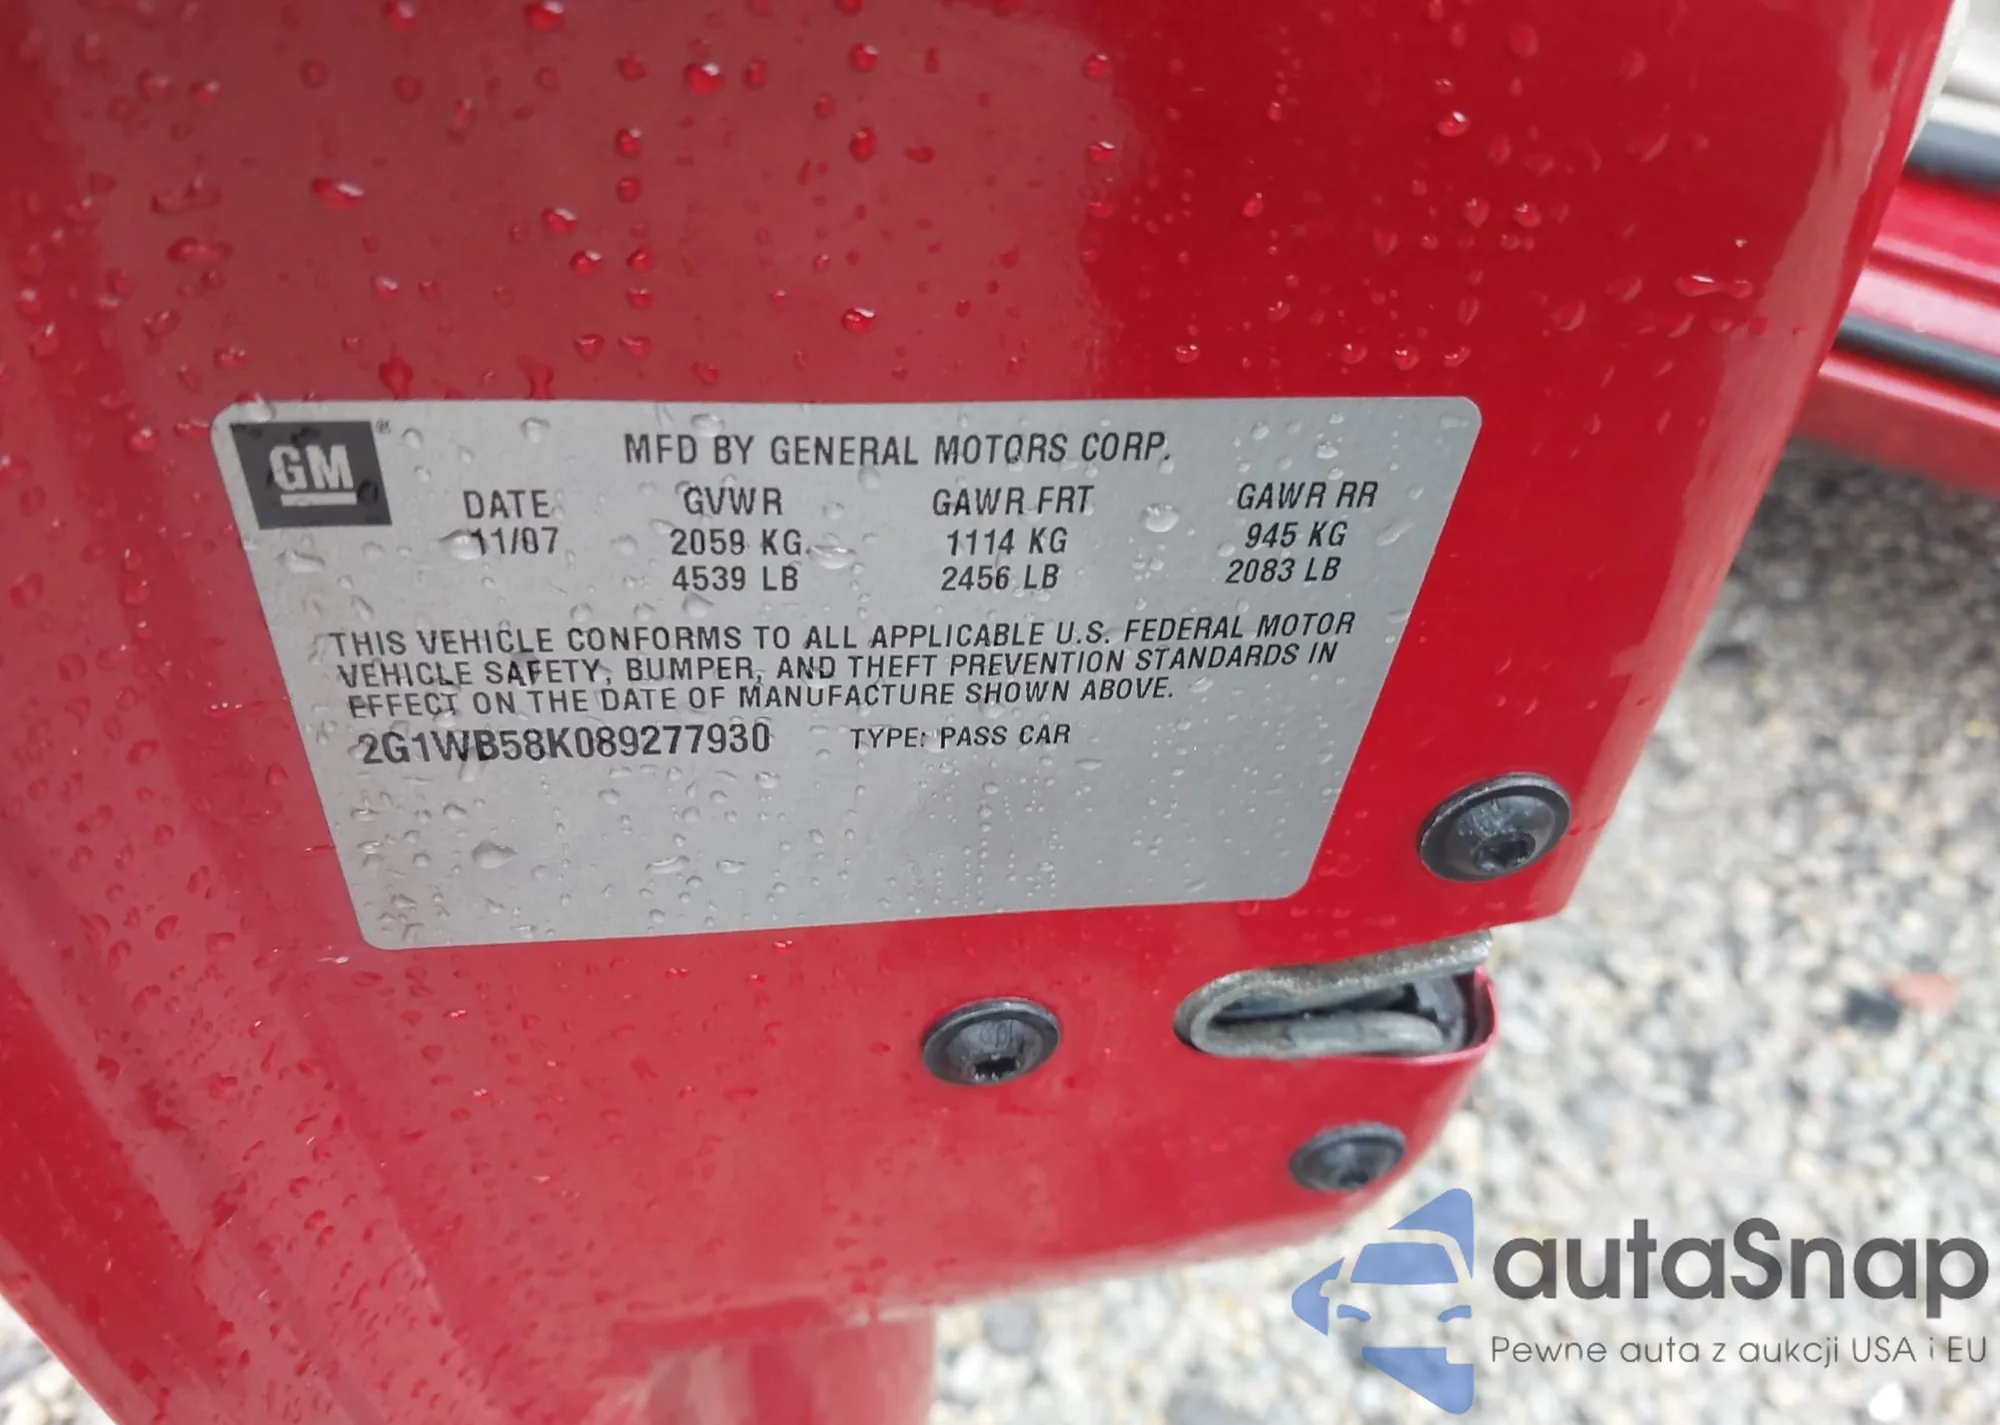 GM ®
MFD BY GENERAL MOTORS CORP.
DATE GVWR GAWR FRT GAWR RR
11/07 2059 KG 1114 KG 945 KG
4539 LB 2456 LB 2083 LB
THIS VEHICLE CONFORMS TO ALL APPLICABLE U.S. FEDERAL MOTOR
VEHICLE SAFETY, BUMPER, AND THEFT PREVENTION STANDARDS IN
EFFECT ON THE DATE OF MANUFACTURE SHOWN ABOVE.
2G1WB58K089277930 TYPE: PASS CAR
autaSnap
Pewne auta z aukcji USA i EU